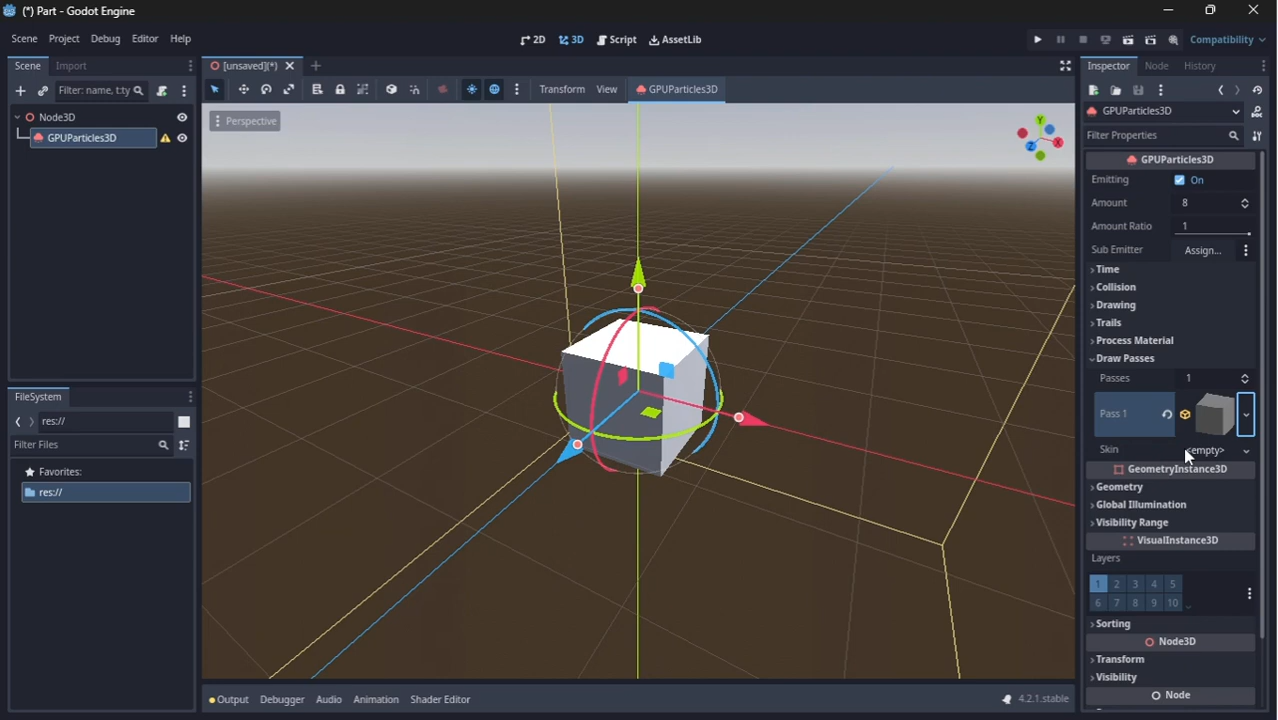 (*) Part - Godot Engine
Scene Project Debug Editor Help
2D 3D Script AssetLib
Compatibility
Scene Import
Filter: name, t:ty
Node3D
GPUParticles3D
FileSystem
res://
Filter Files
Favorites:
res://
[unsaved](*)
Transform View GPUParticles3D
Perspective
Y
X
Z
Output Debugger Audio Animation Shader Editor
4.2.1.stable
Inspector Node History
GPUParticles3D
Filter Properties
GPUParticles3D
Emitting On
Amount 8
Amount Ratio 1
Sub Emitter Assign...
Time
Collision
Drawing
Trails
Process Material
Draw Passes
Passes 1
Pass 1
Skin <empty>
GeometryInstance3D
Geometry
Global Illumination
Visibility Range
VisualInstance3D
Layers
1 2 3 4 5
6 7 8 9 10
Sorting
Node3D
Transform
Visibility
Node